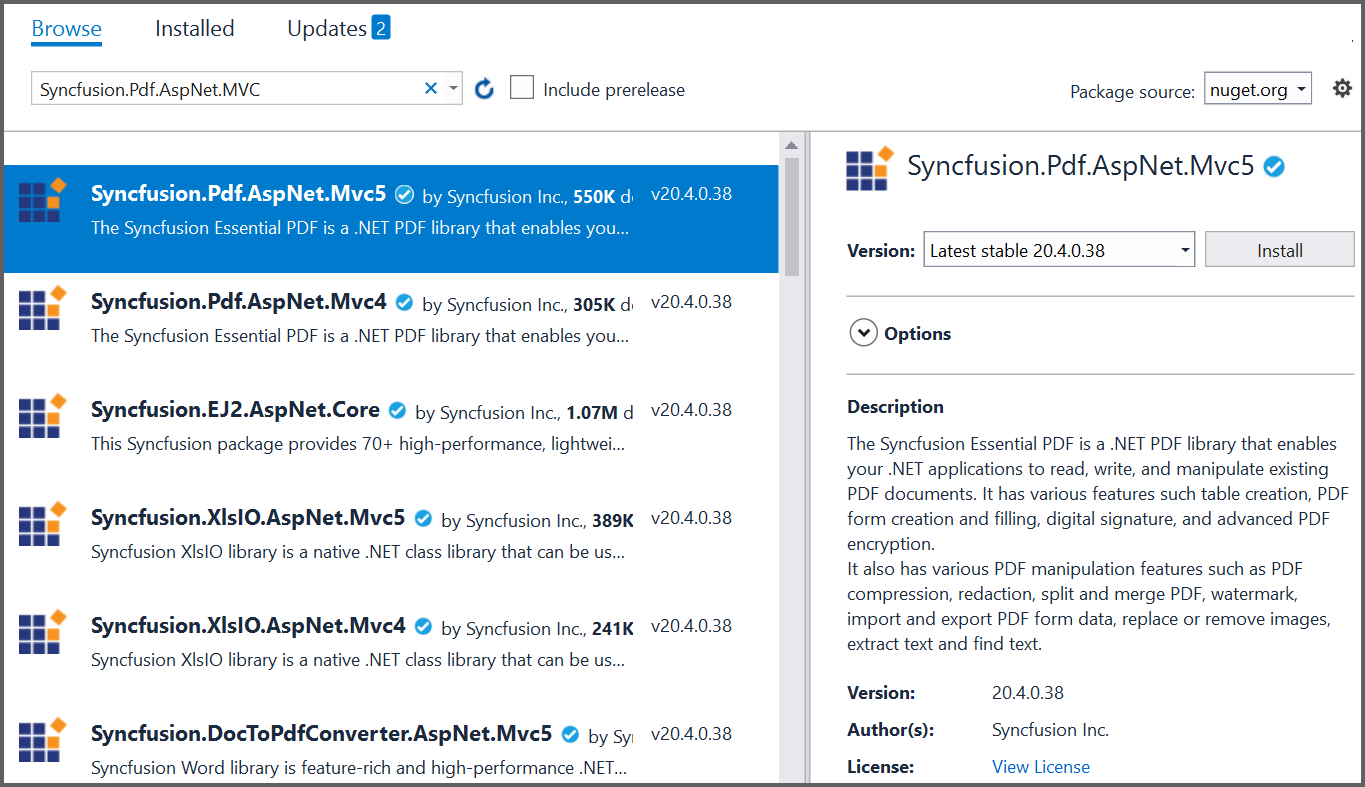 Browse Installed Updates 2
Syncfusion.Pdf.AspNet.MVC Include prerelease Package source: nuget.org
Syncfusion.Pdf.AspNet.Mvc5 by Syncfusion Inc., 550K v20.4.0.38
The Syncfusion Essential PDF is a .NET PDF library that enables you...
Syncfusion.Pdf.AspNet.Mvc4 by Syncfusion Inc., 305K v20.4.0.38
The Syncfusion Essential PDF is a .NET PDF library that enables you...
Syncfusion.EJ2.AspNet.Core by Syncfusion Inc., 1.07M d v20.4.0.38
This Syncfusion package provides 70+ high-performance, lightwei...
Syncfusion.XlsIO.AspNet.Mvc5 by Syncfusion Inc., 389K v20.4.0.38
Syncfusion XlsIO library is a native .NET class library that can be us...
Syncfusion.XlsIO.AspNet.Mvc4 by Syncfusion Inc., 241K v20.4.0.38
Syncfusion XlsIO library is a native .NET class library that can be us...
Syncfusion.DocToPdfConverter.AspNet.Mvc5 by v20.4.0.38
Syncfusion Word library is feature-rich and high-performance .NET...
Syncfusion.Pdf.AspNet.Mvc5
Version: Latest stable 20.4.0.38 Install
Options
Description
The Syncfusion Essential PDF is a .NET PDF library that enables
your .NET applications to read, write, and manipulate existing
PDF documents. It has various features such table creation, PDF
form creation and filling, digital signature, and advanced PDF
encryption.
It also has various PDF manipulation features such as PDF
compression, redaction, split and merge PDF, watermark,
import and export PDF form data, replace or remove images,
extract text and find text.
Version: 20.4.0.38
Author(s): Syncfusion Inc.
License: View License